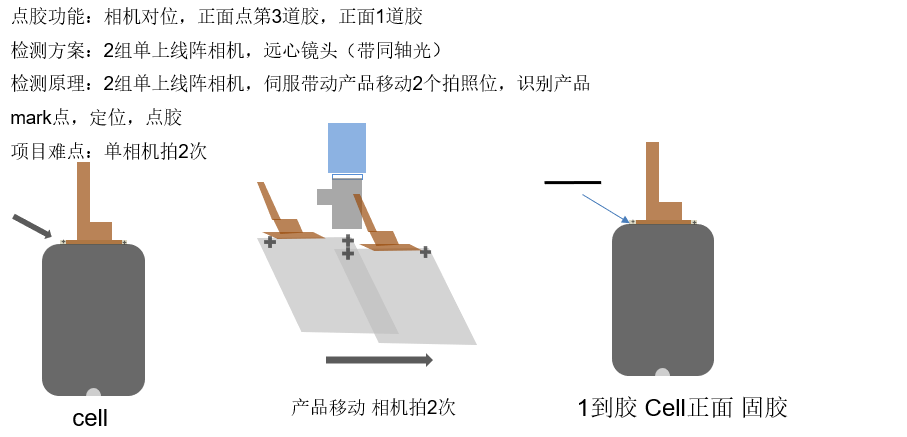 点胶功能：相机对位，正面点第3道胶，正面1道胶
检测方案：2组单上线阵相机，远心镜头（带同轴光）
检测原理：2组单上线阵相机，伺服带动产品移动2个拍照位，识别产品
mark点，定位，点胶
项目难点：单相机拍2次
cell
产品移动 相机拍2次
1到胶 Cell正面 固胶